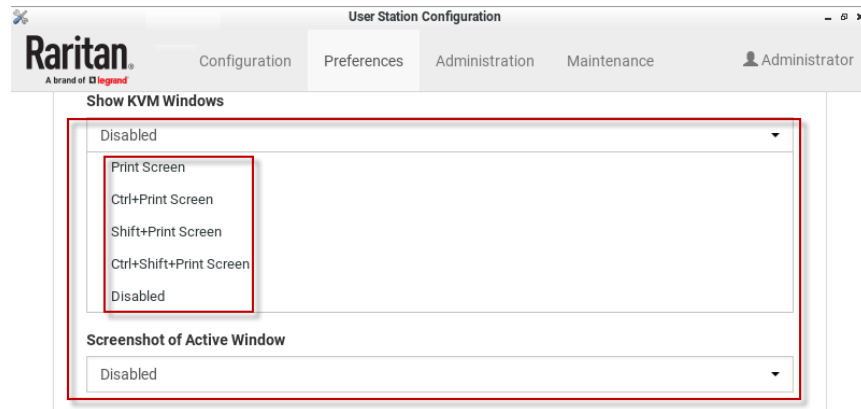 User Station Configuration
Raritan.
A brand of legrand
Configuration Preferences Administration Maintenance Administrator
Show KVM Windows
Disabled
Print Screen
Ctrl+Print Screen
Shift+Print Screen
Ctrl+Shift+Print Screen
Disabled
Screenshot of Active Window
Disabled